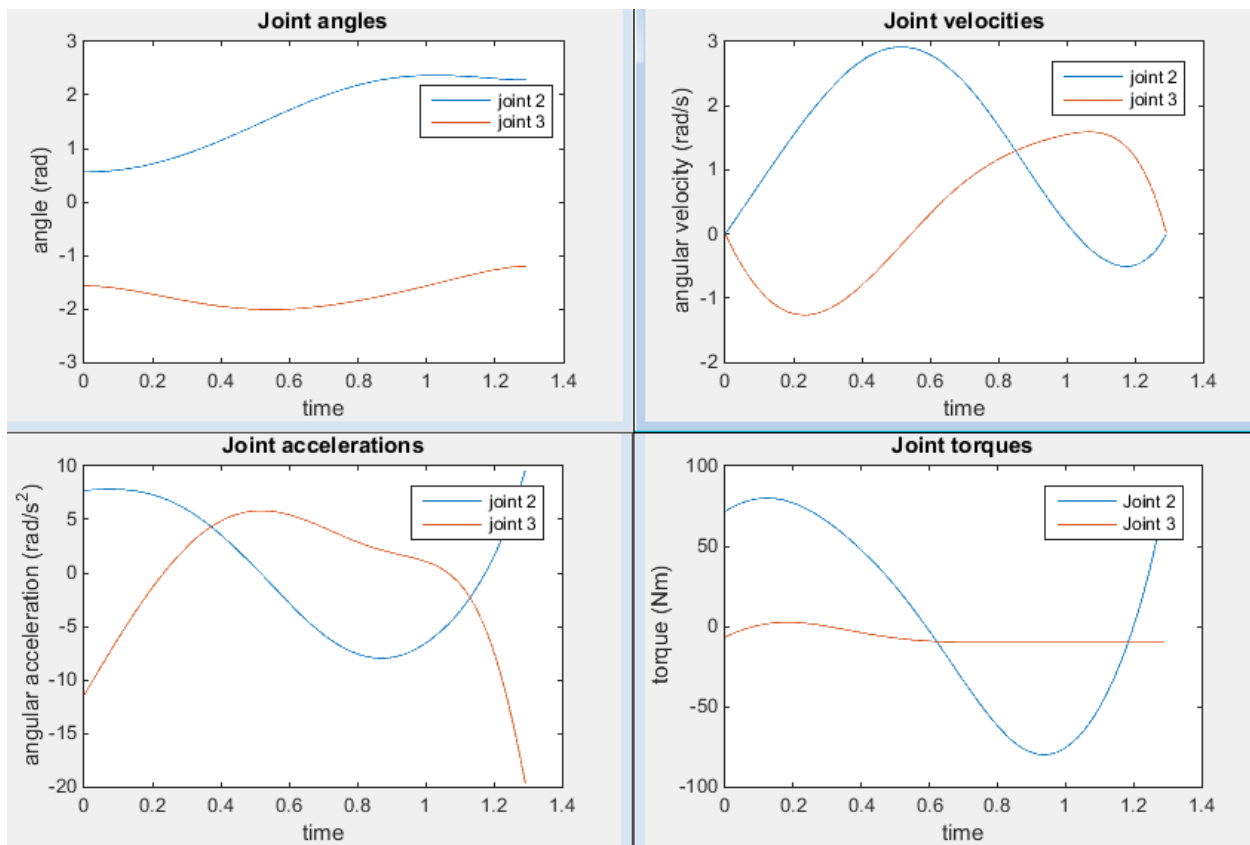 Joint angles
3
2
1
0
-1
-2
-3
angle (rad)
joint 2
joint 3
0 0.2 0.4 0.6 0.8 1 1.2 1.4
time
Joint velocities
3
2
1
0
-1
-2
angular velocity (rad/s)
joint 2
joint 3
0 0.2 0.4 0.6 0.8 1 1.2 1.4
time
Joint accelerations
10
5
0
-5
-10
-15
-20
angular acceleration (rad/s²)
joint 2
joint 3
0 0.2 0.4 0.6 0.8 1 1.2 1.4
time
Joint torques
100
50
0
-50
-100
torque (Nm)
Joint 2
Joint 3
0 0.2 0.4 0.6 0.8 1 1.2 1.4
time